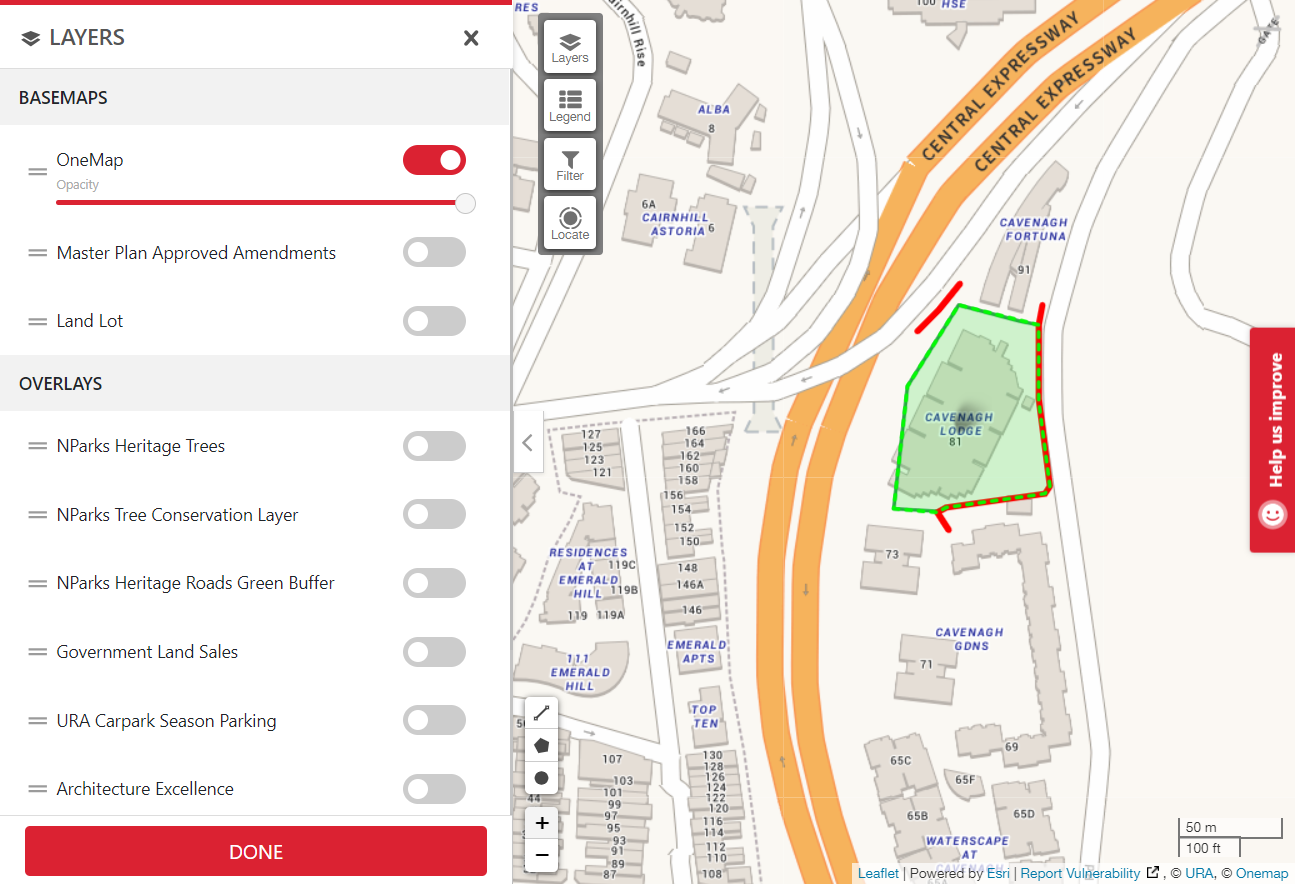 LAYERS
BASEMAPS
OneMap
Opacity
Master Plan Approved Amendments
Land Lot
OVERLAYS
NParks Heritage Trees
NParks Tree Conservation Layer
NParks Heritage Roads Green Buffer
Government Land Sales
URA Carpark Season Parking
Architecture Excellence
DONE
RES
Layers
Legend
Filter
Locate
Cairnhill Rise
100
HSE
GATE
CENTRAL EXPRESSWAY
CENTRAL EXPRESSWAY
ALBA
8
6A
CAIRNHILL
ASTORIA 6
CAVENAGH
FORTUNA
91
CAVENAGH
LODGE
81
127
125
123
121
166
164
162
160
158
156
154
152
150
148
146A
146
RESIDENCES
AT 119C
EMERALD
HILL 119B
119 119A
111
EMERALD
HILL
EMERALD
APTS
TOP
TEN
73
CAVENAGH
GDNS
71
69
65C
65F
65B
65D
WATERSCAPE
AT
CAVENAGH
107
103
101
99
97
95
93
91
89
87
44
130
128
126
124
122
120
116
114
112
110
108
+
−
Help us improve
50 m
100 ft
Leaflet | Powered by Esri | Report Vulnerability , © URA, © Onemap